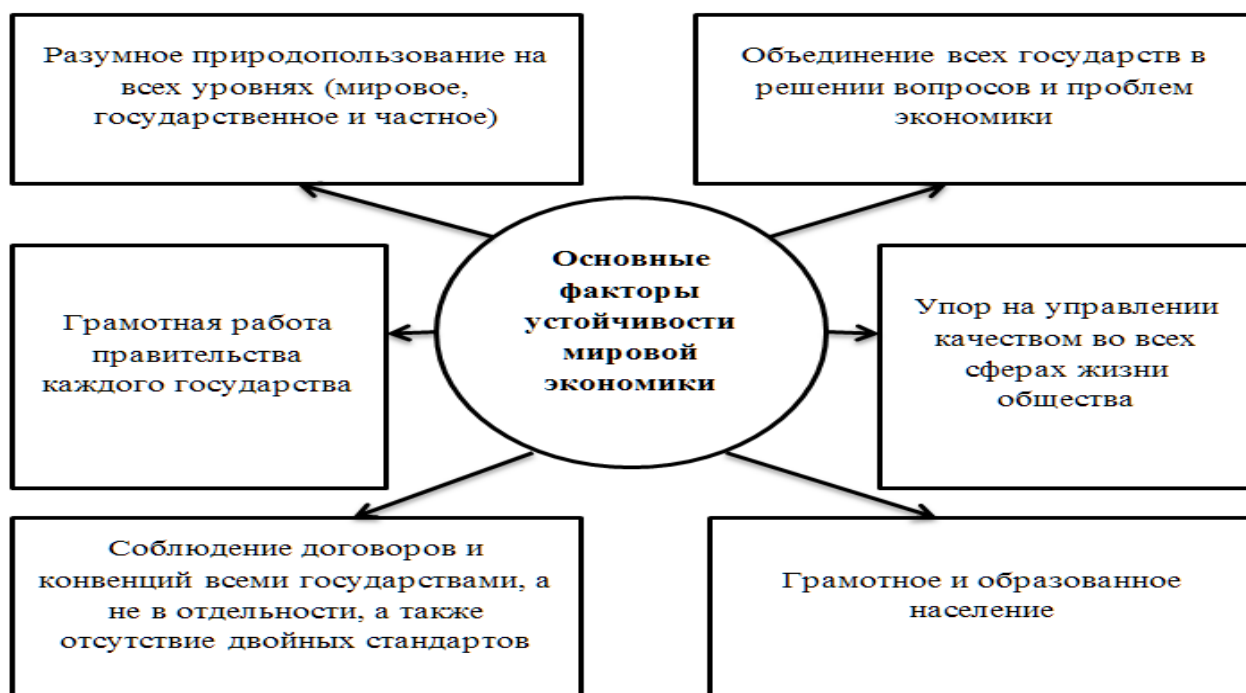 Разумное природопользование на
всех уровнях (мировое,
государственное и частное)
Объединение всех государств в
решении вопросов и проблем
экономики
Основные
факторы
устойчивости
мировой
экономики
Грамотная работа
правительства
каждого государства
Упор на управлении
качеством во всех
сферах жизни
общества
Соблюдение договоров и
конвенций всеми государствами, а
не в отдельности, а также
отсутствие двойных стандартов
Грамотное и образованное
население